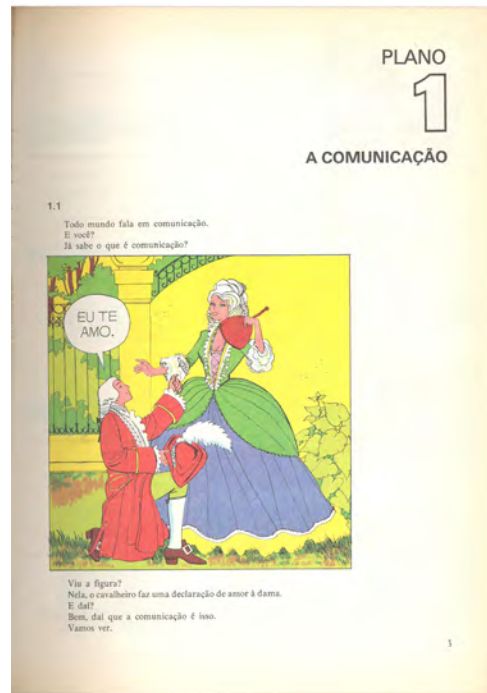 PLANO
1
A COMUNICAÇÃO
1.1
Todo mundo fala em comunicação.
E você?
Já sabe o que é comunicação?
EU TE
AMO.
Viu a figura?
Nela, o cavalheiro faz uma declaração de amor à dama.
E daí?
Bem, daí que a comunicação é isso.
Vamos ver.
3